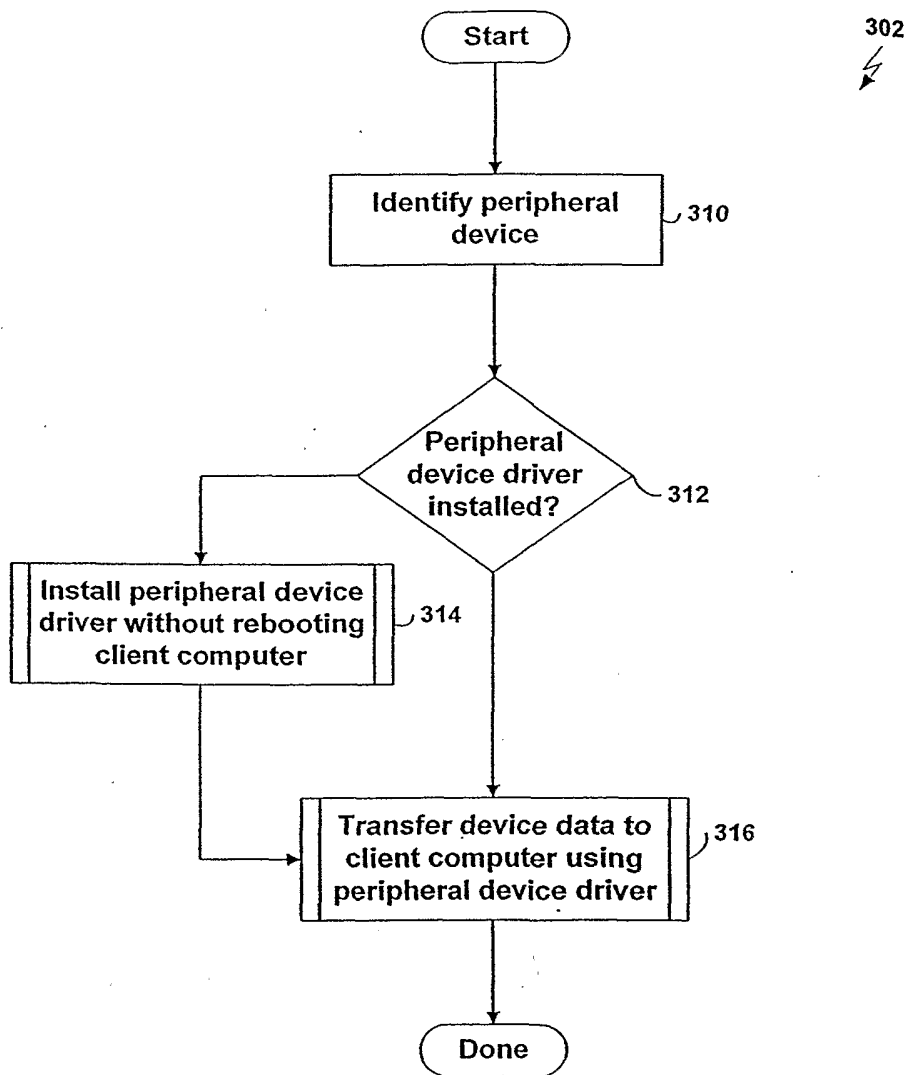 Start
302
Identify peripheral
device
310
Peripheral
device driver
installed?
312
Install peripheral device
driver without rebooting
client computer
314
Transfer device data to
client computer using
peripheral device driver
316
Done